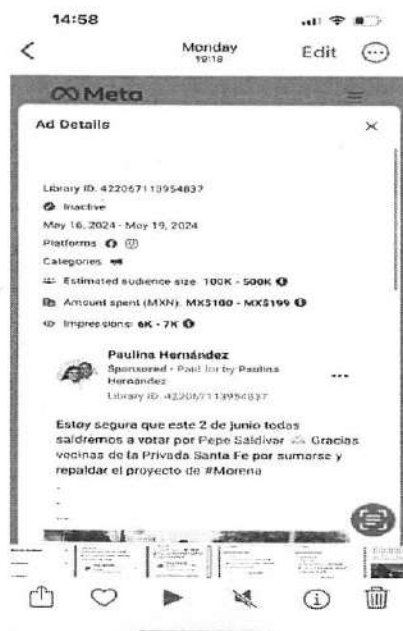 14:58
Monday
19:18
Edit
Meta
Ad Details
Library ID: 422067113954837
Inactive
May 16, 2024 - May 19, 2024
Platforms
Categories
Estimated audience size: 100K - 500K
Amount spent (MXN): MX$100 - MX$199
Impressions: 6K - 7K
Paulina Hernández
Sponsored • Paid for by Paulina
Hernández
Library ID: 422067113954837
Estoy segura que este 2 de junio todas
saldremos a votar por Pepe Saldívar Gracias
vecinas de la Privada Santa Fe por sumarse y
repaldar el proyecto de #Morena